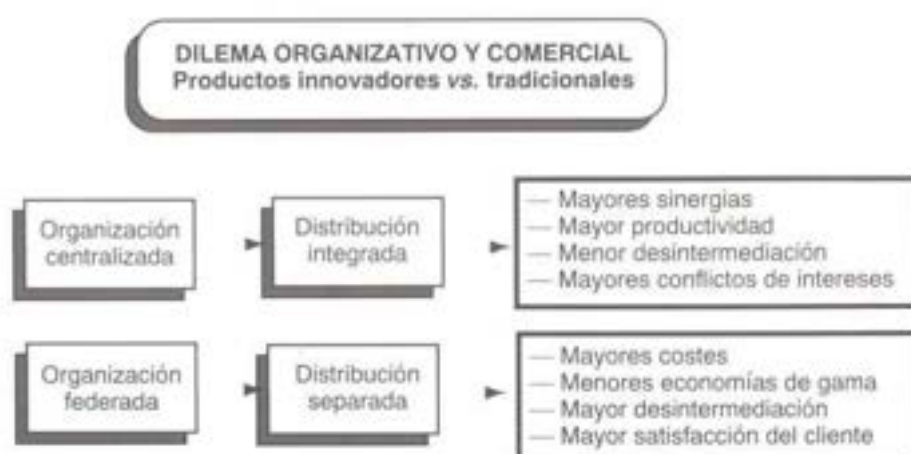 DILEMA ORGANIZATIVO Y COMERCIAL
Productos innovadores vs. tradicionales
Organización
centralizada
Distribución
integrada
— Mayores sinergias
— Mayor productividad
— Menor desintermediación
— Mayores conflictos de intereses
Organización
federada
Distribución
separada
— Mayores costes
— Menores economías de gama
— Mayor desintermediación
— Mayor satisfacción del cliente